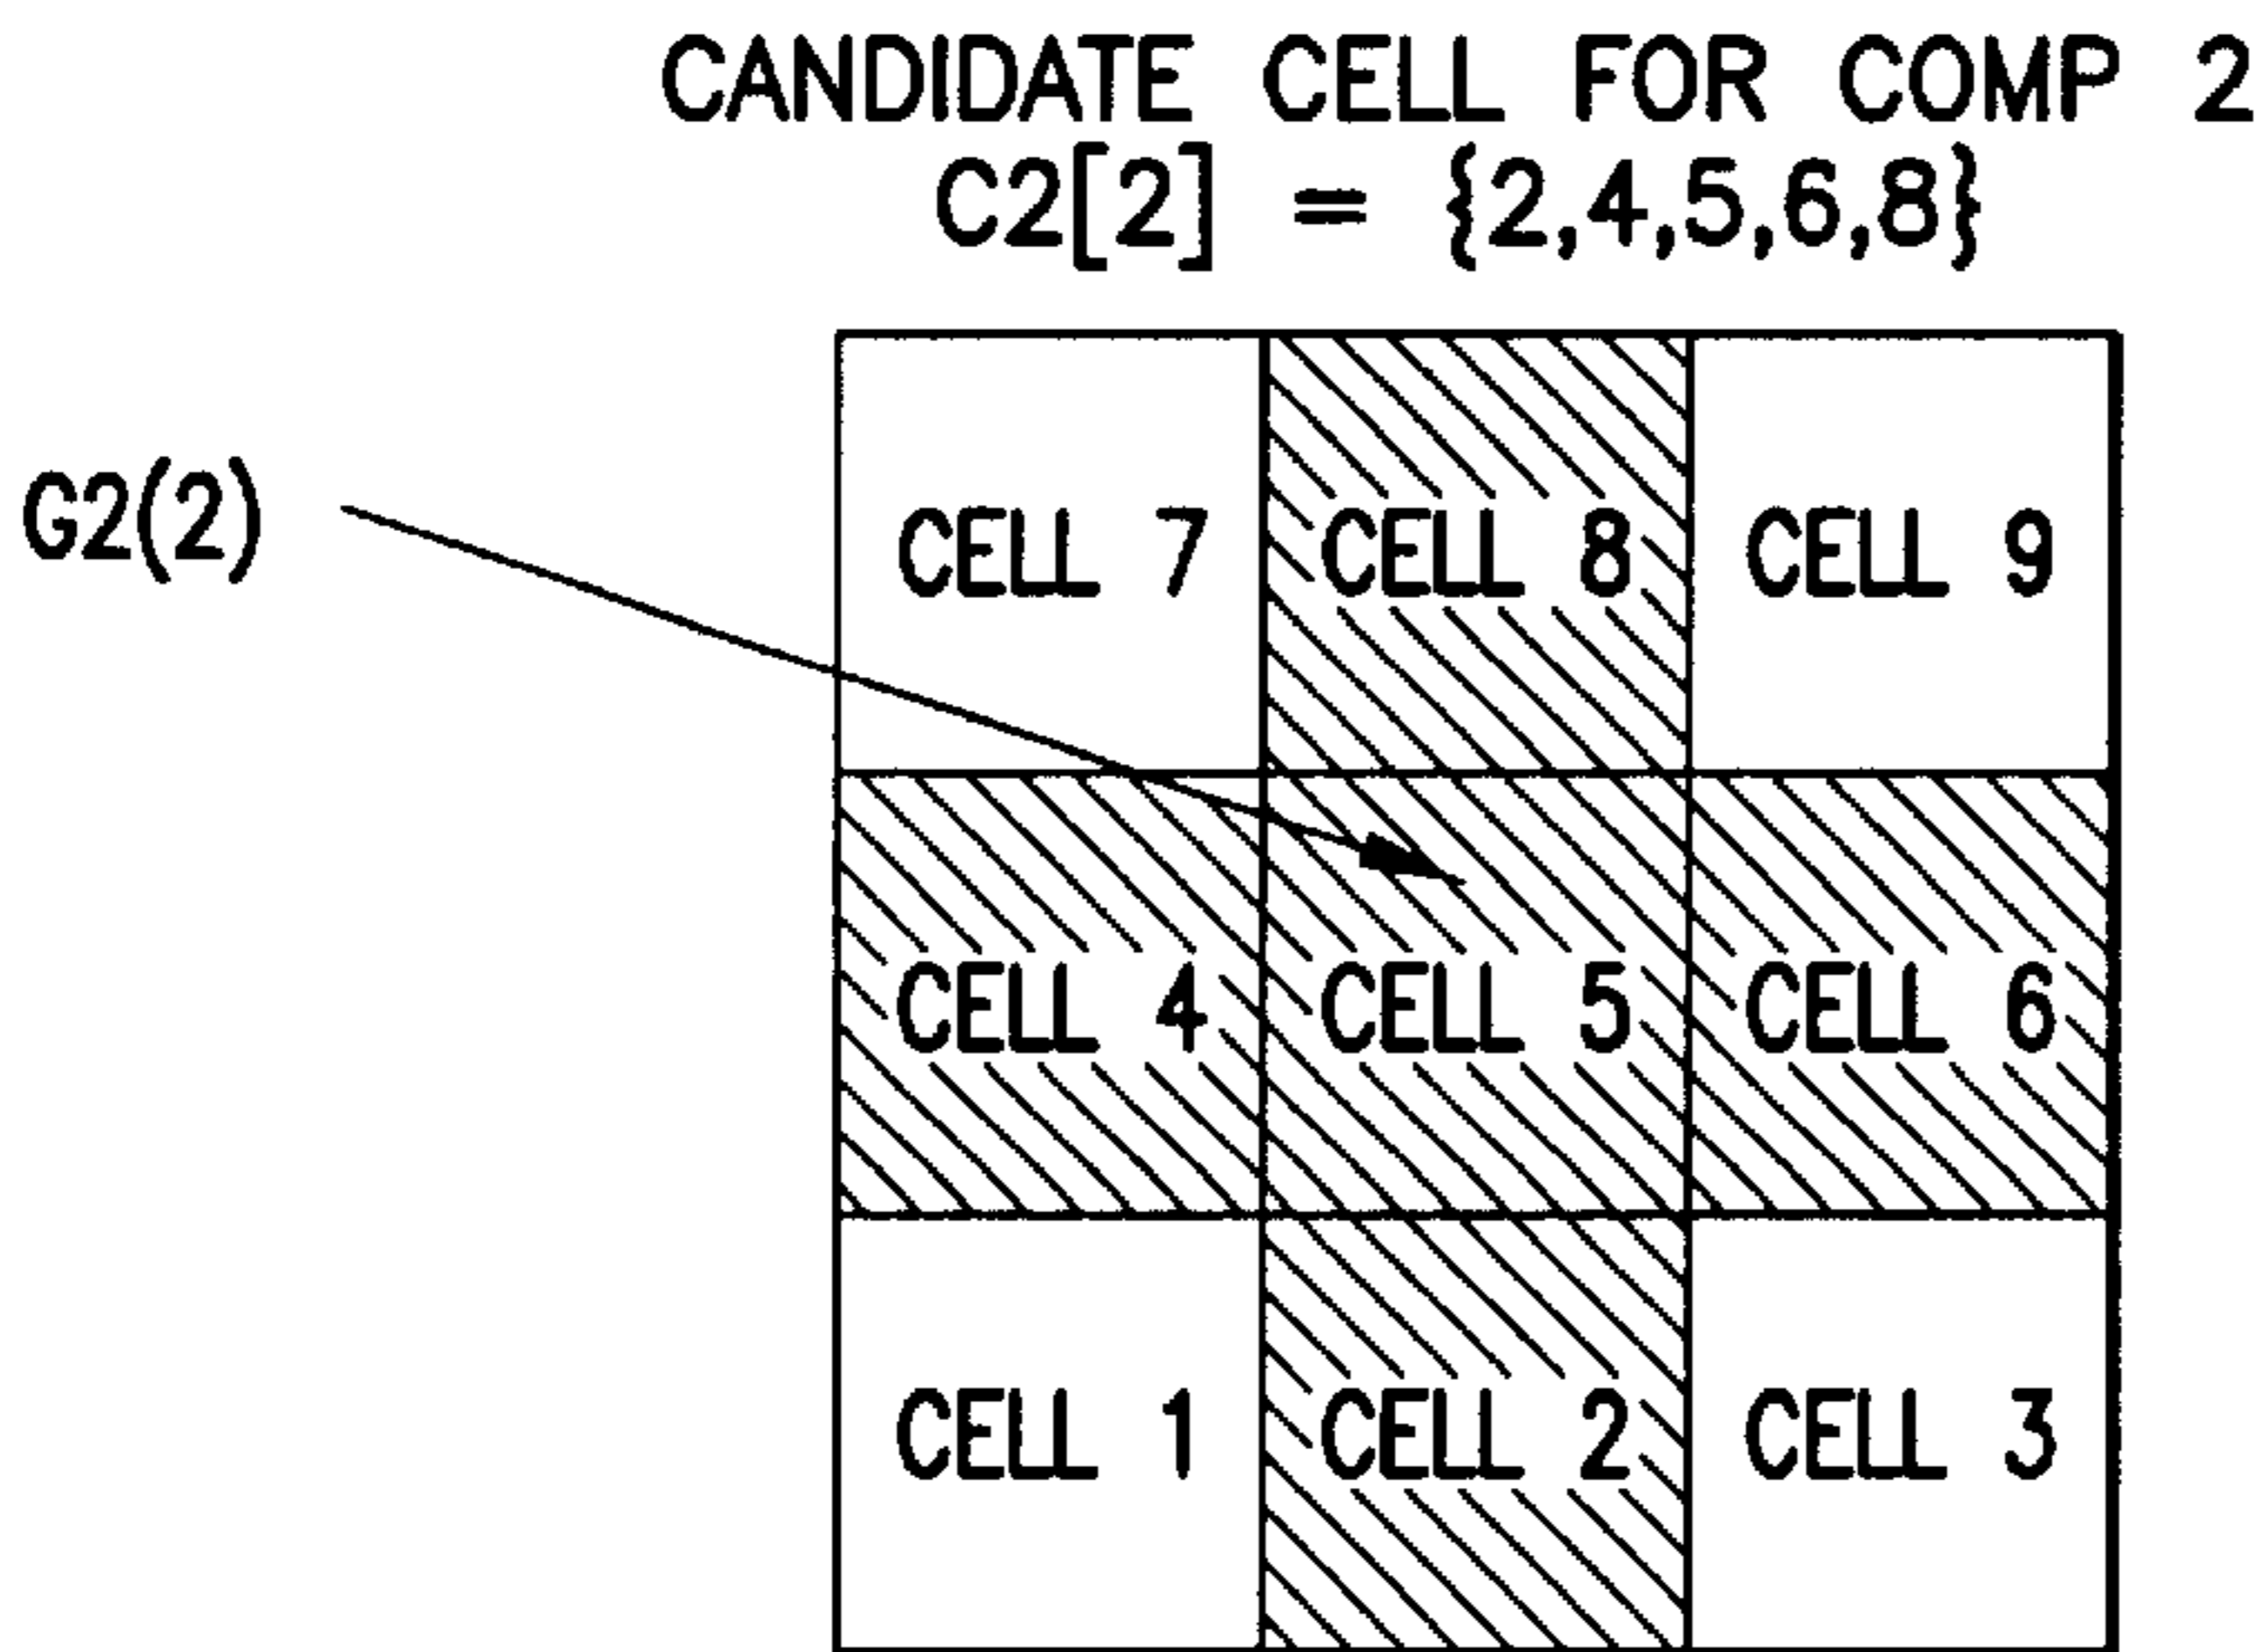 CANDIDATE CELL FOR COMP 2
C2[2] = {2,4,5,6,8}
G2(2)
CELL 7 CELL 8 CELL 9
CELL 4 CELL 5 CELL 6
CELL 1 CELL 2 CELL 3